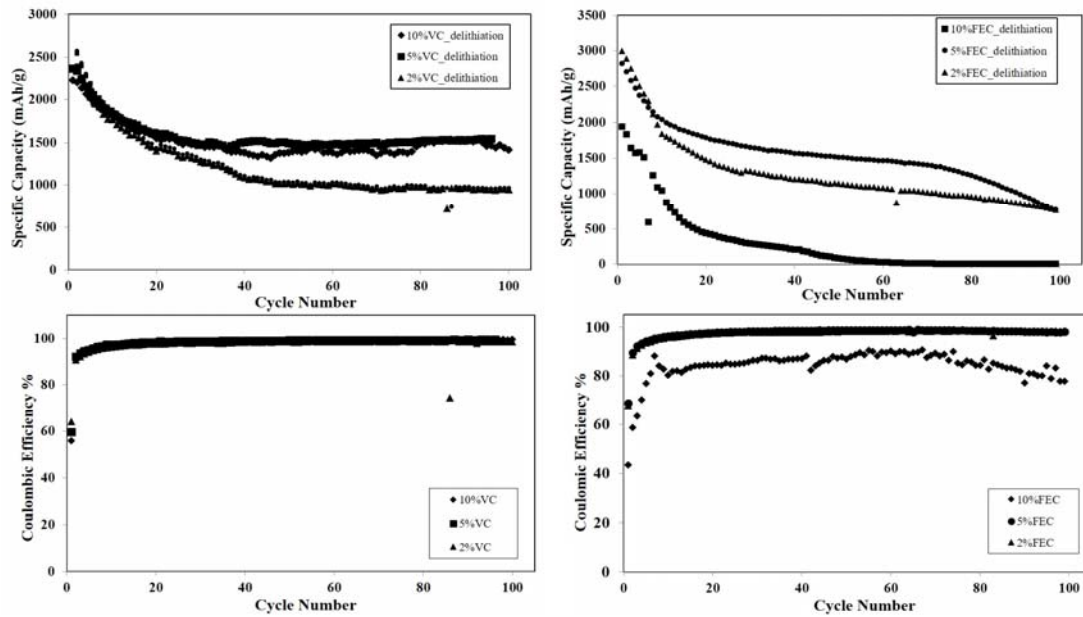 3000
2500
2000
1500
1000
500
0
Specific Capacity (mAh/g)
10%VC_delithiation
5%VC_delithiation
2%VC_delithiation
0 20 40 60 80 100
Cycle Number
3500
3000
2500
2000
1500
1000
500
0
Specific Capacity (mAh/g)
10%FEC_delithiation
5%FEC_delithiation
2%FEC_delithiation
0 20 40 60 80 100
Cycle Number
100
80
60
40
20
0
Coulombic Efficiency %
10%VC
5%VC
2%VC
0 20 40 60 80 100
Cycle Number
100
80
60
40
20
0
Coulomic Efficiency %
10%FEC
5%FEC
2%FEC
0 20 40 60 80 100
Cycle Number